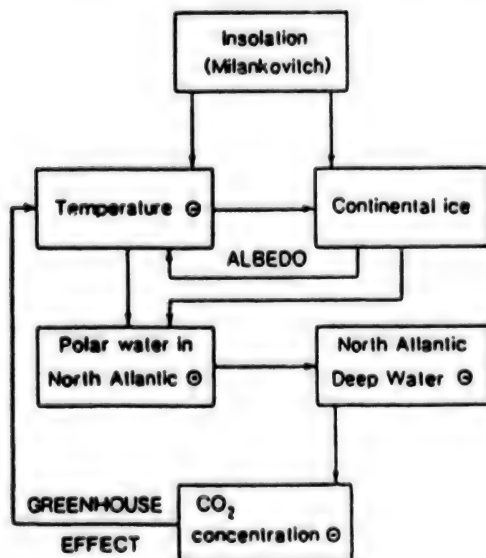 Insolation
(Milankovitch)
Temperature ⊖
Continental ice
ALBEDO
Polar water in
North Atlantic ⊙
North Atlantic
Deep Water ⊖
GREENHOUSE
EFFECT
CO₂
concentration ⊖